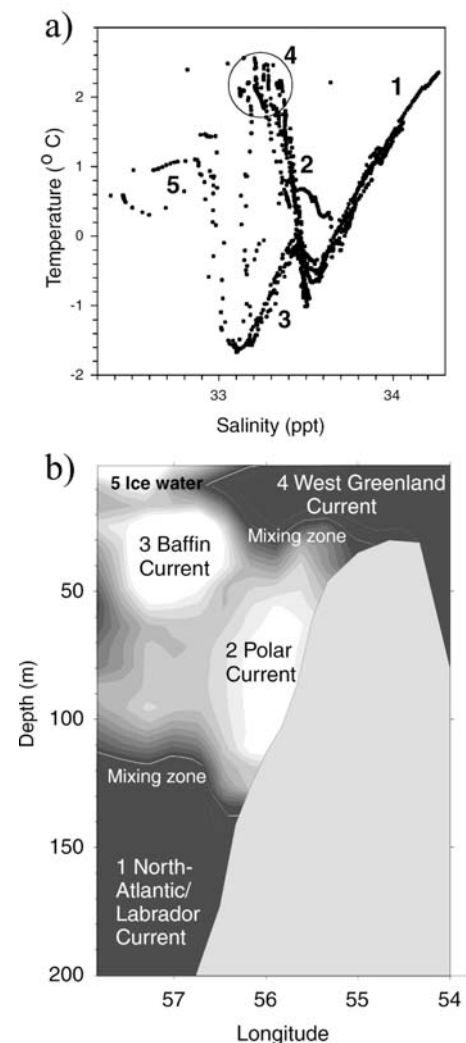 a)
4
1
2
5
3
2
1
0
-1
-2
Temperature (° C)
33
34
Salinity (ppt)
b)
5 Ice water
4 West Greenland
Current
3 Baffin
Current
Mixing zone
2 Polar
Current
Mixing zone
1 North-
Atlantic/
Labrador
Current
50
100
150
200
Depth (m)
57
56
55
54
Longitude